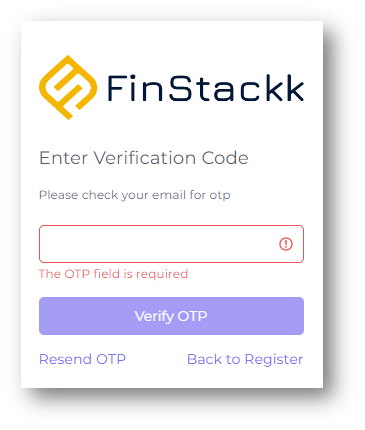 FinStackk
Enter Verification Code
Please check your email for otp
The OTP field is required
Verify OTP
Resend OTP
Back to Register